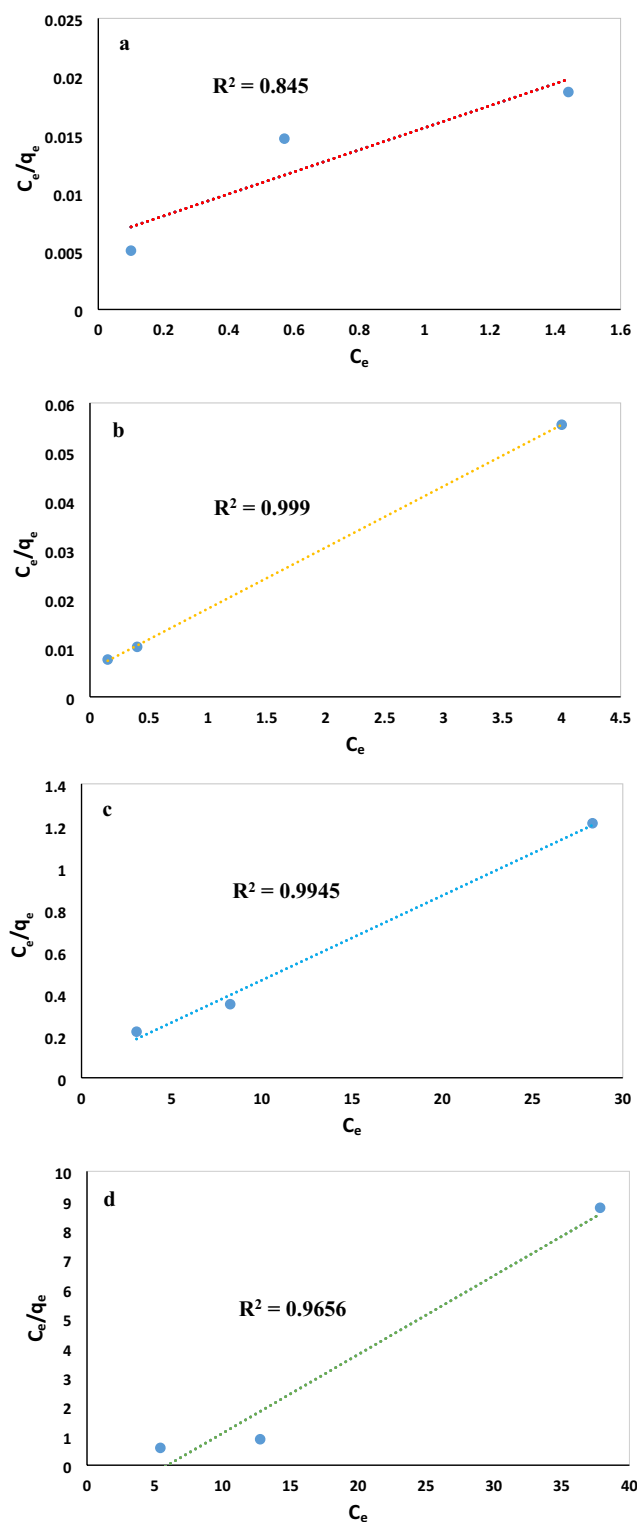 a
R² = 0.845
0.025
0.02
0.015
0.01
0.005
0
Cₑ/qₑ
0 0.2 0.4 0.6 0.8 1 1.2 1.4 1.6
Cₑ
b
R² = 0.999
0.06
0.05
0.04
0.03
0.02
0.01
0
Cₑ/qₑ
0 0.5 1 1.5 2 2.5 3 3.5 4 4.5
Cₑ
c
R² = 0.9945
1.4
1.2
1
0.8
0.6
0.4
0.2
0
Cₑ/qₑ
0 5 10 15 20 25 30
Cₑ
d
R² = 0.9656
10
9
8
7
6
5
4
3
2
1
0
Cₑ/qₑ
0 5 10 15 20 25 30 35 40
Cₑ